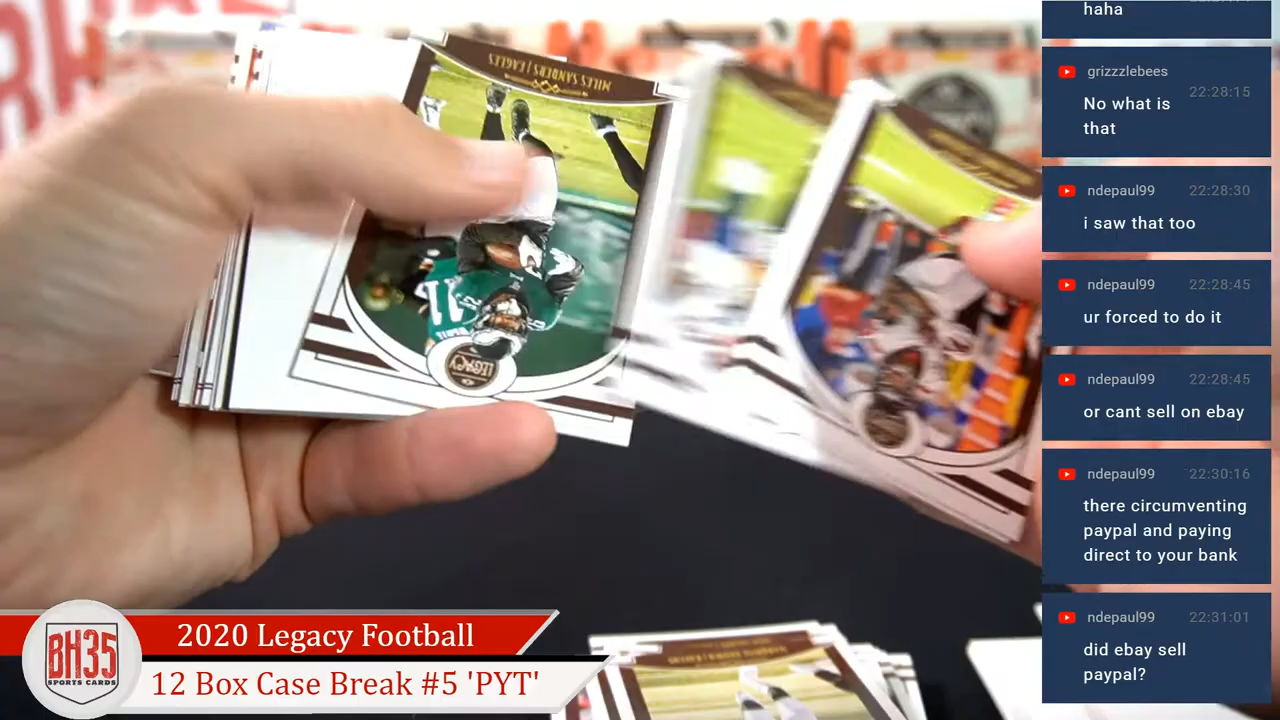 MILES SANDERS | EAGLES
LEGACY
haha
grizzzlebees
22:28:15
No what is
that
ndepaul99 22:28:30
i saw that too
ndepaul99 22:28:45
ur forced to do it
ndepaul99 22:28:45
or cant sell on ebay
ndepaul99 22:30:16
there circumventing
paypal and paying
direct to your bank
ndepaul99 22:31:01
did ebay sell
paypal?
BH35
SPORTS CARDS
2020 Legacy Football
12 Box Case Break #5 'PYT'